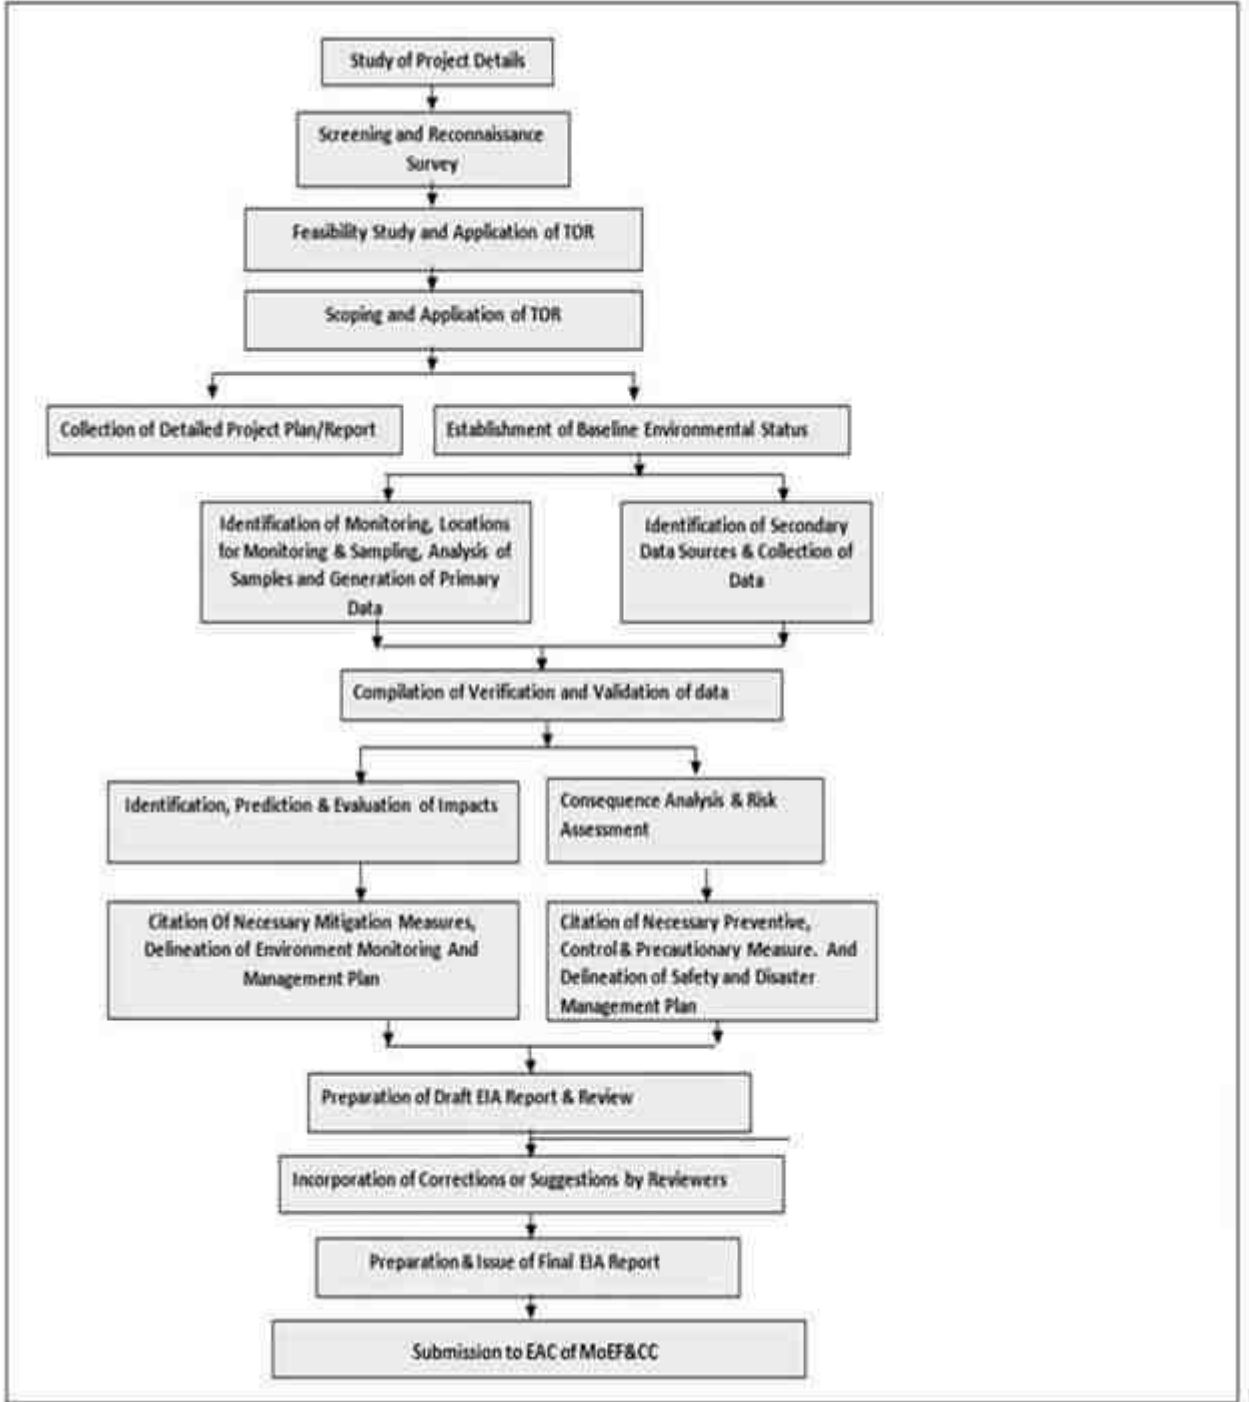 Study of Project Details
Screening and Reconnaissance
Survey
Feasibility Study and Application of TOR
Scoping and Application of TOR
Collection of Detailed Project Plan/Report
Establishment of Baseline Environmental Status
Identification of Monitoring, Locations
for Monitoring & Sampling, Analysis of
Samples and Generation of Primary
Data
Identification of Secondary
Data Sources & Collection of
Data
Compilation of Verification and Validation of data
Identification, Prediction & Evaluation of Impacts
Consequence Analysis & Risk
Assessment
Citation Of Necessary Mitigation Measures,
Delineation of Environment Monitoring And
Management Plan
Citation of Necessary Preventive,
Control & Precautionary Measure. And
Delineation of Safety and Disaster
Management Plan
Preparation of Draft EIA Report & Review
Incorporation of Corrections or Suggestions by Reviewers
Preparation & Issue of Final EIA Report
Submission to EAC of MoEF&CC